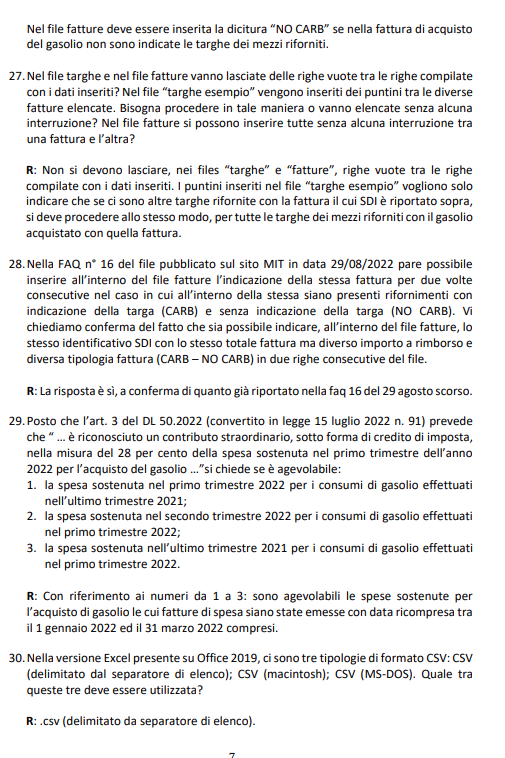 Nel file fatture deve essere inserita la dicitura “NO CARB” se nella fattura di acquisto
del gasolio non sono indicate le targhe dei mezzi riforniti.
27. Nel file targhe e nel file fatture vanno lasciate delle righe vuote tra le righe compilate
con i dati inseriti? Nel file “targhe esempio” vengono inseriti dei puntini tra le diverse
fatture elencate. Bisogna procedere in tale maniera o vanno elencate senza alcuna
interruzione? Nel file fatture si possono inserire tutte senza alcuna interruzione tra
una fattura e l’altra?
R: Non si devono lasciare, nei files “targhe” e “fatture”, righe vuote tra le righe
compilate con i dati inseriti. I puntini inseriti nel file “targhe esempio” vogliono solo
indicare che se ci sono altre targhe rifornite con la fattura il cui SDI è riportato sopra,
si deve procedere allo stesso modo, per tutte le targhe dei mezzi riforniti con il gasolio
acquistato con quella fattura.
28. Nella FAQ n° 16 del file pubblicato sul sito MIT in data 29/08/2022 pare possibile
inserire all’interno del file fatture l’indicazione della stessa fattura per due volte
consecutive nel caso in cui all’interno della stessa siano presenti rifornimenti con
indicazione della targa (CARB) e senza indicazione della targa (NO CARB). Vi
chiediamo conferma del fatto che sia possibile indicare, all’interno del file fatture, lo
stesso identificativo SDI con lo stesso totale fattura ma diverso importo a rimborso e
diversa tipologia fattura (CARB – NO CARB) in due righe consecutive del file.
R: La risposta è sì, a conferma di quanto già riportato nella faq 16 del 29 agosto scorso.
29. Posto che l’art. 3 del DL 50.2022 (convertito in legge 15 luglio 2022 n. 91) prevede
che “ ... è riconosciuto un contributo straordinario, sotto forma di credito di imposta,
nella misura del 28 per cento della spesa sostenuta nel primo trimestre dell’anno
2022 per l’acquisto del gasolio ...”si chiede se è agevolabile:
1. la spesa sostenuta nel primo trimestre 2022 per i consumi di gasolio effettuati
nell’ultimo trimestre 2021;
2. la spesa sostenuta nel secondo trimestre 2022 per i consumi di gasolio effettuati
nel primo trimestre 2022;
3. la spesa sostenuta nell’ultimo trimestre 2021 per i consumi di gasolio effettuati
nel primo trimestre 2022.
R: Con riferimento ai numeri da 1 a 3: sono agevolabili le spese sostenute per
l’acquisto di gasolio le cui fatture di spesa siano state emesse con data ricompresa tra
il 1 gennaio 2022 ed il 31 marzo 2022 compresi.
30. Nella versione Excel presente su Office 2019, ci sono tre tipologie di formato CSV: CSV
(delimitato dal separatore di elenco); CSV (macintosh); CSV (MS-DOS). Quale tra
queste tre deve essere utilizzata?
R: .csv (delimitato da separatore di elenco).
7